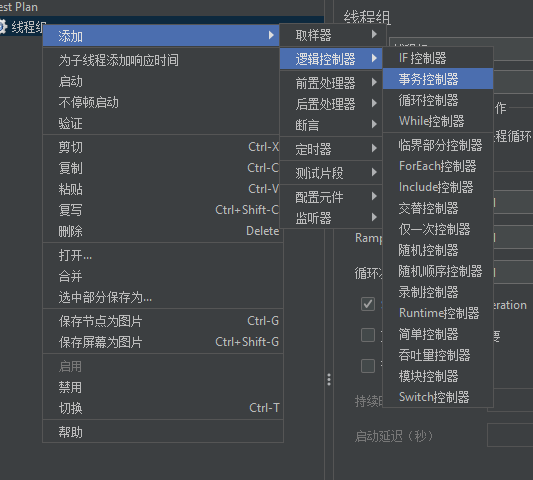 est Plan
线程组
添加
为子线程添加响应时间
启动
不停顿启动
验证
剪切 Ctrl-X
复制 Ctrl-C
粘贴 Ctrl-V
复写 Ctrl+Shift-C
删除 Delete
打开...
合并
选中部分保存为...
保存节点为图片 Ctrl-G
保存屏幕为图片 Ctrl+Shift-G
启用
禁用
切换 Ctrl-T
帮助
取样器
逻辑控制器
前置处理器
后置处理器
断言
定时器
测试片段
配置元件
监听器
IF 控制器
事务控制器
循环控制器
While控制器
临界部分控制器
ForEach控制器
Include控制器
交替控制器
仅一次控制器
随机控制器
随机顺序控制器
录制控制器
Runtime控制器
简单控制器
吞吐量控制器
模块控制器
Switch控制器
线程组
作
程循环
Ramp
循环
eration
要
持续
启动延迟（秒）